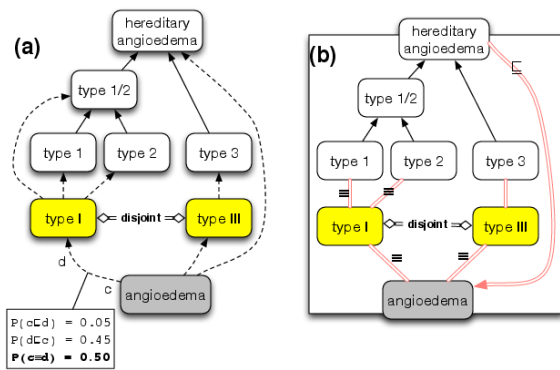 (a)
hereditary
angioedema
type 1/2
type 1
type 2
type 3
type I
disjoint
type III
d
c
angioedema
P(c⊑d) = 0.05
P(d⊑c) = 0.45
P(c≡d) = 0.50
(b)
hereditary
angioedema
⊑
type 1/2
type 1
type 2
type 3
≡
≡
type I
disjoint
type III
≡
≡
angioedema